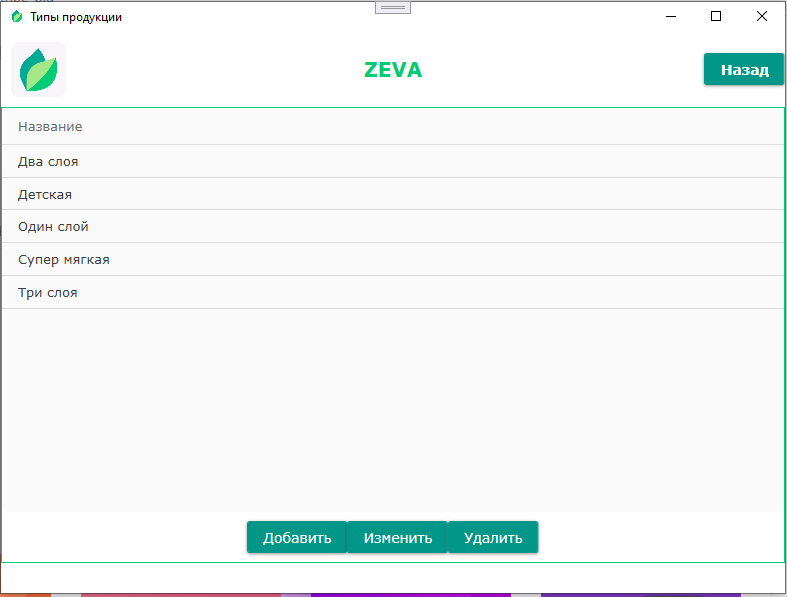 Типы продукции
ZEVA
Назад
Название
Два слоя
Детская
Один слой
Супер мягкая
Три слоя
Добавить Изменить Удалить